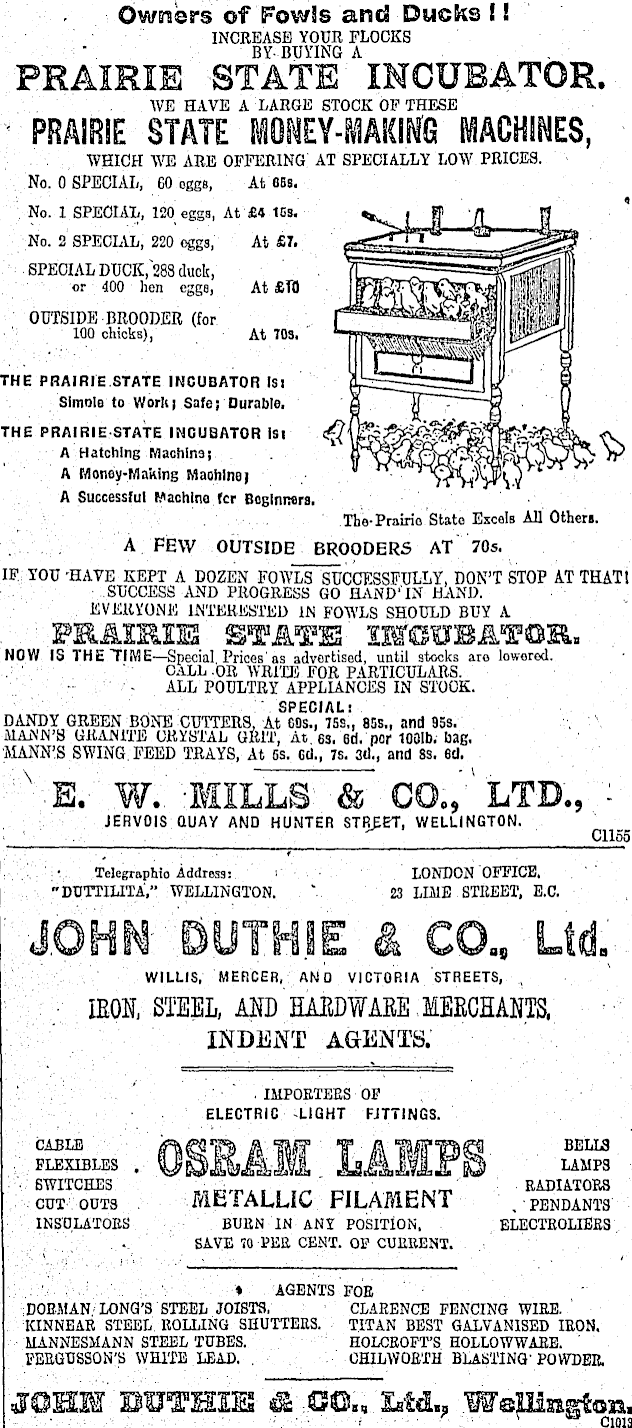 Owners of Fowls and Ducks!!
INCREASE YOUR FLOCKS
BY BUYING A
PRAIRIE STATE INCUBATOR.
WE HAVE A LARGE STOCK OF THESE
PRAIRIE STATE MONEY-MAKING MACHINES,
WHICH WE ARE OFFERING AT SPECIALLY LOW PRICES.
No. 0 SPECIAL, 60 eggs, At 65s.
No. 1 SPECIAL, 120 eggs, At £4 15s.
No. 2 SPECIAL, 220 eggs, At £7.
SPECIAL DUCK, 288 duck,
or 400 hen eggs, At £10
OUTSIDE BROODER (for
100 chicks), At 70s.
THE PRAIRIE STATE INCUBATOR is:
Simple to Work; Safe; Durable.
THE PRAIRIE STATE INCUBATOR is:
A Hatching Machine;
A Money-Making Machine;
A Successful Machine for Beginners.
The Prairie State Excels All Others.
A FEW OUTSIDE BROODERS AT 70s.
IF YOU HAVE KEPT A DOZEN FOWLS SUCCESSFULLY, DON'T STOP AT THAT!
SUCCESS AND PROGRESS GO HAND IN HAND.
EVERYONE INTERESTED IN FOWLS SHOULD BUY A
PRAIRIE STATE INCUBATOR.
NOW IS THE TIME—Special Prices as advertised, until stocks are lowered.
CALL OR WRITE FOR PARTICULARS.
ALL POULTRY APPLIANCES IN STOCK.
SPECIAL:
DANDY GREEN BONE CUTTERS, At 60s., 75s., 85s., and 95s.
MANN'S GRANITE CRYSTAL GRIT, At 6s. 6d. per 100lb. bag.
MANN'S SWING FEED TRAYS, At 5s. 6d., 7s. 3d., and 8s. 6d.
E. W. MILLS & CO., LTD.,
JERVOIS QUAY AND HUNTER STREET, WELLINGTON.
C1155
Telegraphic Address: LONDON OFFICE,
"DUTTILITA," WELLINGTON. 23 LIME STREET, E.C.
JOHN DUTHIE & CO., Ltd.
WILLIS, MERCER, AND VICTORIA STREETS,
IRON, STEEL, AND HARDWARE MERCHANTS,
INDENT AGENTS.
IMPORTERS OF
ELECTRIC LIGHT FITTINGS.
CABLE
FLEXIBLES
SWITCHES
CUT OUTS
INSULATORS
OSRAM LAMPS
METALLIC FILAMENT
BURN IN ANY POSITION,
SAVE 70 PER CENT. OF CURRENT.
BELLS
LAMPS
RADIATORS
PENDANTS
ELECTROLIERS
AGENTS FOR
DORMAN LONG'S STEEL JOISTS, CLARENCE FENCING WIRE.
KINNEAR STEEL ROLLING SHUTTERS. TITAN BEST GALVANISED IRON,
MANNESMANN STEEL TUBES. HOLCROFT'S HOLLOWWARE.
FERGUSSON'S WHITE LEAD. CHILWORTH BLASTING POWDER.
JOHN DUTHIE & CO., Ltd., Wellington.
C1013